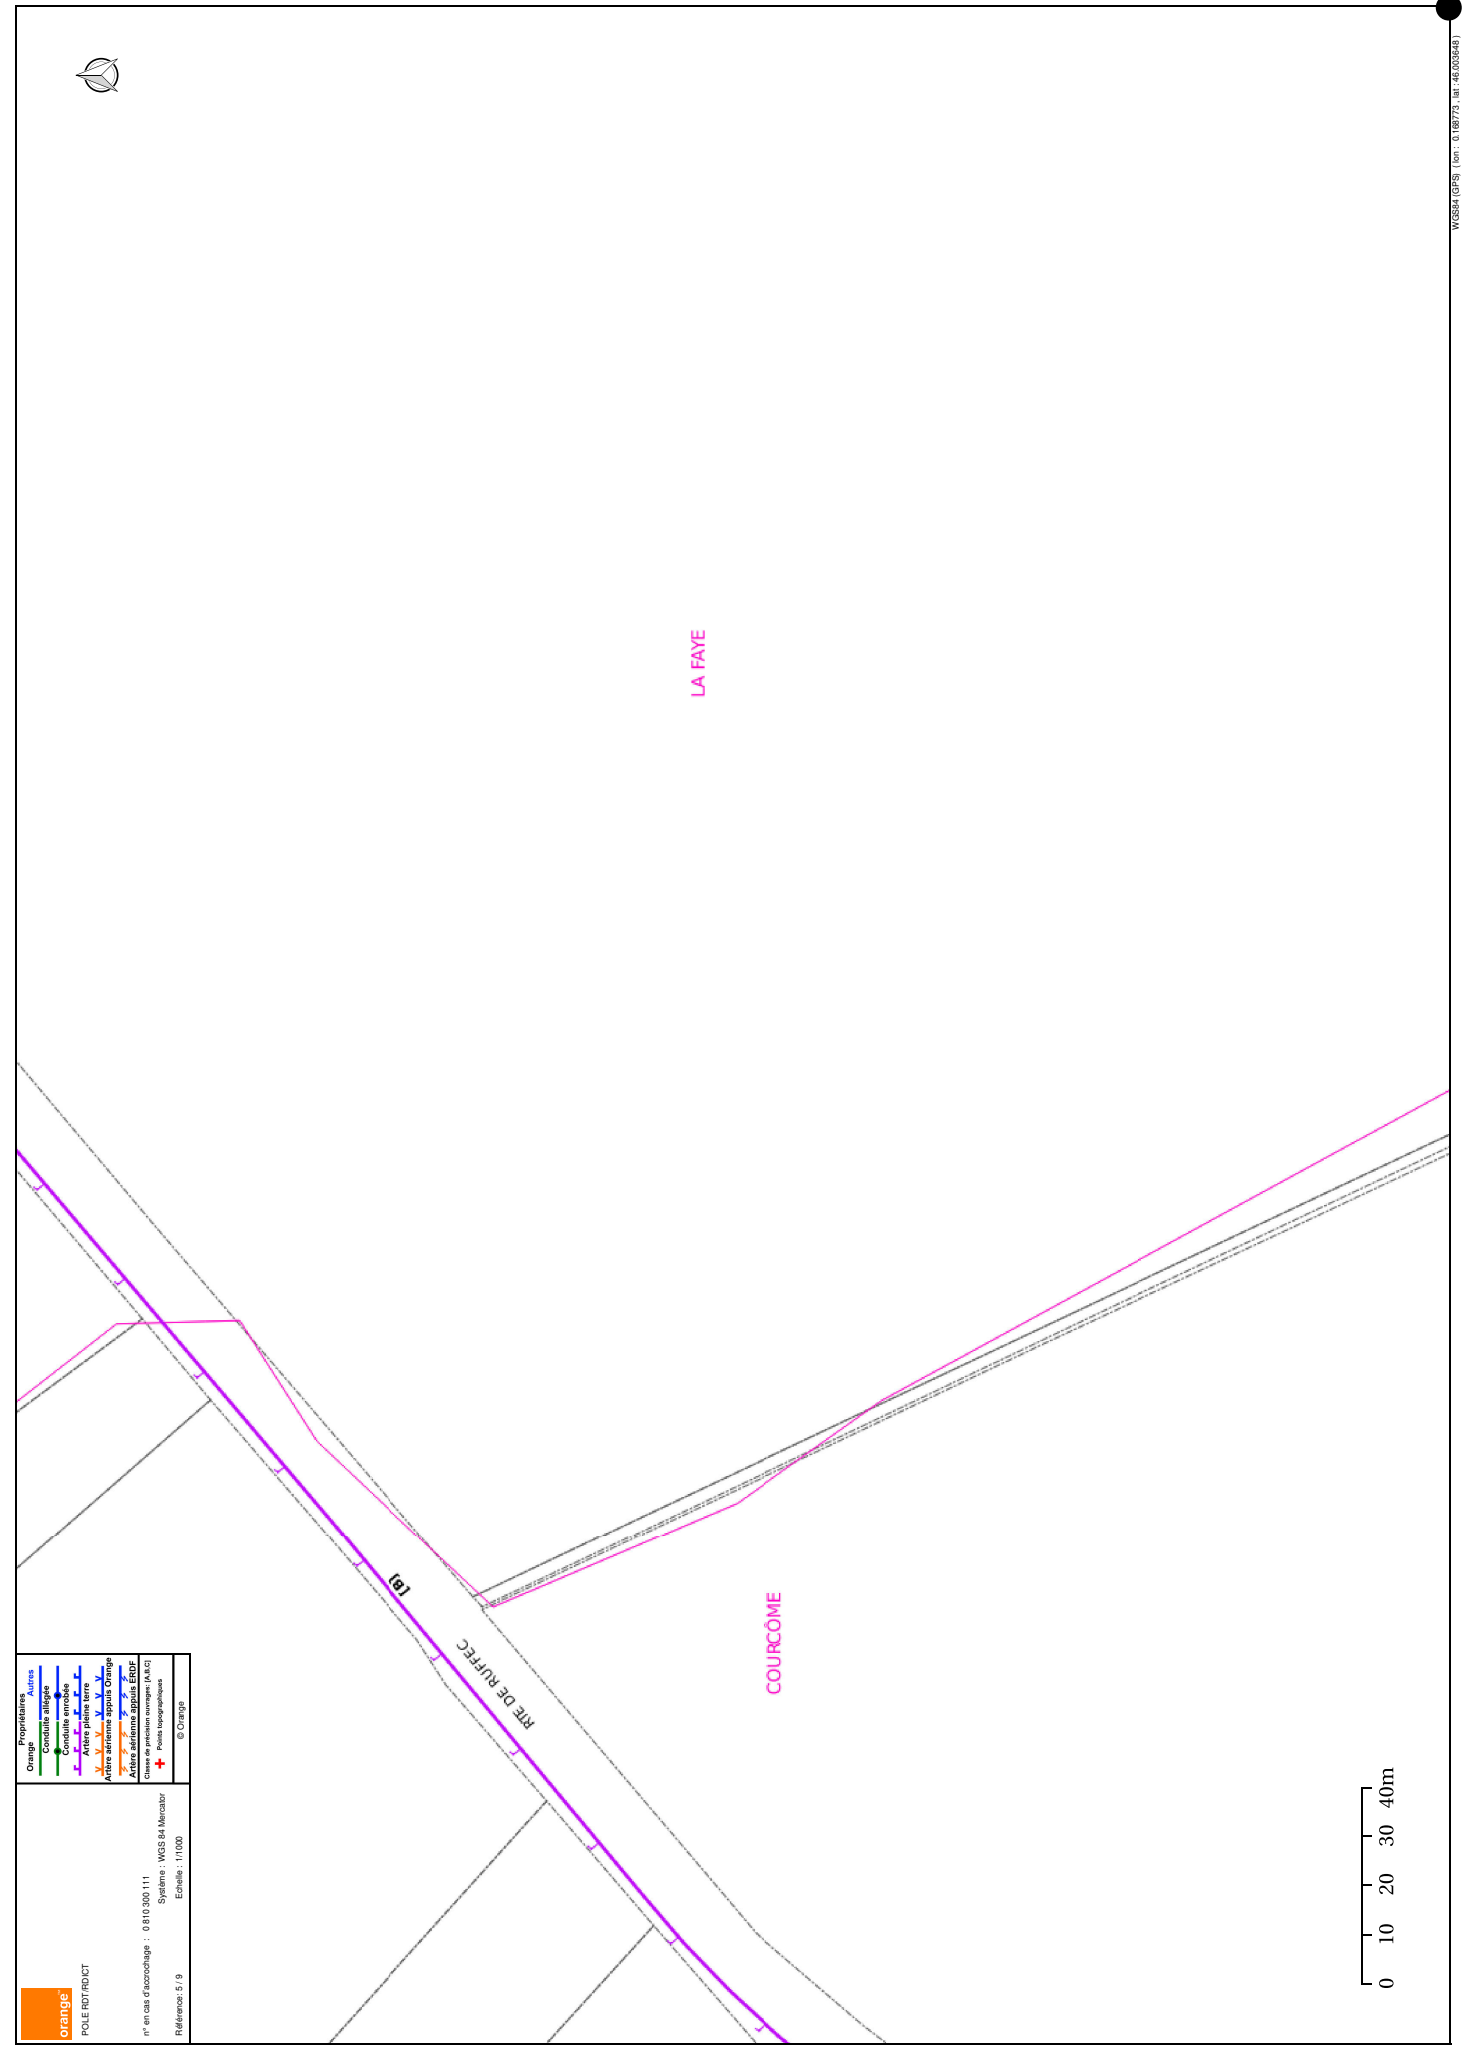 WGS84 (GPS) ( lon : 0.168773 , lat : 46.003648 )
LA FAYE
COURCÔME
RTE DE RUFFEC
[B]
Propriétaires
Orange Autres
Conduite allégée
Conduite enrobée
Artère pleine terre
Artère aérienne appuis Orange
Artère aérienne appuis ERDF
Classe de précision ouvrages: [A,B,C]
Points topographiques
© Orange
orange™
POLE RDT/RDICT
n° en cas d'accrochage : 0 810 300 111
Système : WGS 84 Mercator
Référence: 5 / 9 Echelle : 1/1000
0 10 20 30 40m